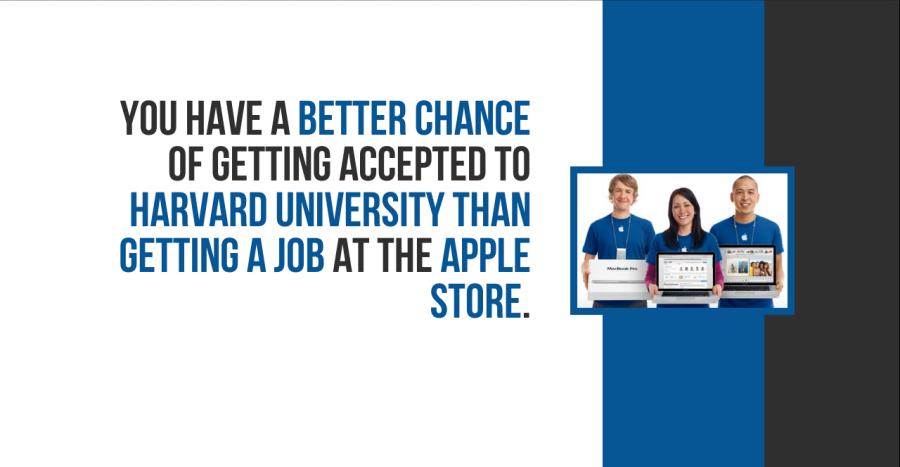 YOU HAVE A BETTER CHANCE
OF GETTING ACCEPTED TO
HARVARD UNIVERSITY THAN
GETTING A JOB AT THE APPLE
STORE.
MacBook Pro